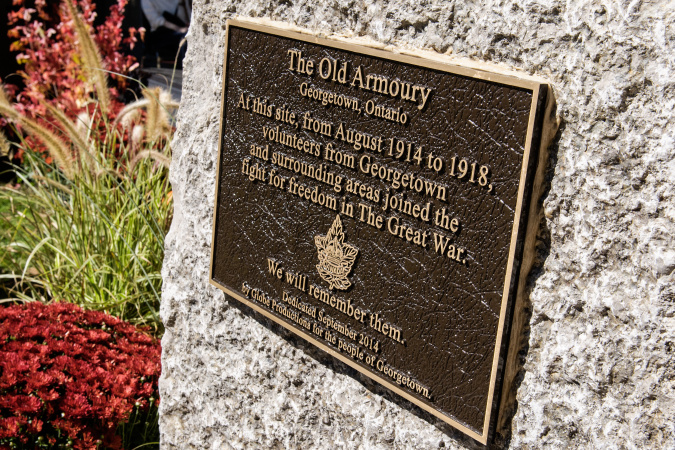 The Old Armoury
Georgetown, Ontario
At this site, from August 1914 to 1918,
volunteers from Georgetown
and surrounding areas joined the
fight for freedom in The Great War.
We will remember them.
Dedicated September 2014
by Globe Productions for the people of Georgetown.